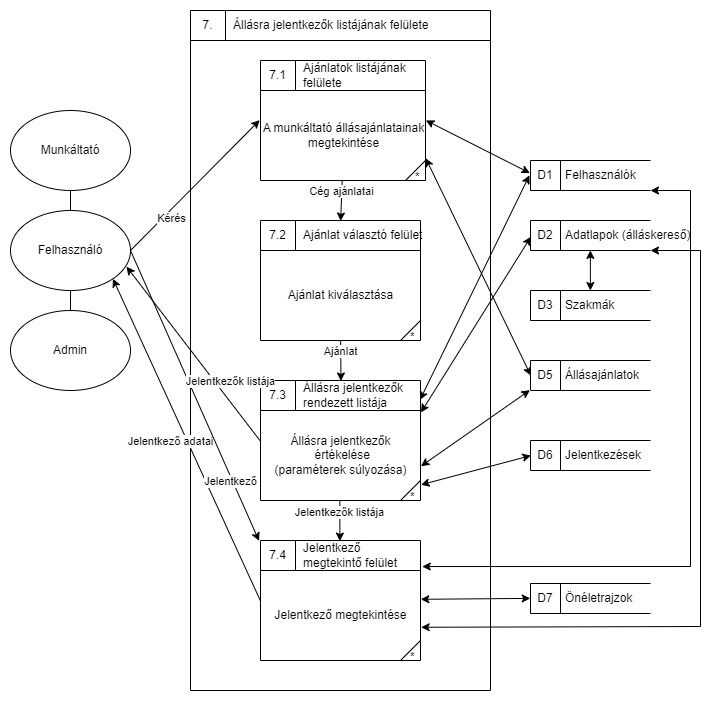 7. Állásra jelentkezők listájának felülete
7.1 Ajánlatok listájának
felülete
A munkáltató állásajánlatainak
megtekintése
*
Cég ajánlatai
7.2 Ajánlat választó felület
Ajánlat kiválasztása
*
Ajánlat
7.3 Állásra jelentkezők
rendezett listája
Állásra jelentkezők
értékelése
(paraméterek súlyozása)
*
Jelentkezők listája
7.4 Jelentkező
megtekintő felület
Jelentkező megtekintése
*
Munkáltató
Felhasználó
Admin
Kérés
Jelentkezők listája
Jelentkező adatai
Jelentkező
D1 Felhasználók
D2 Adatlapok (álláskereső)
D3 Szakmák
D5 Állásajánlatok
D6 Jelentkezések
D7 Önéletrajzok